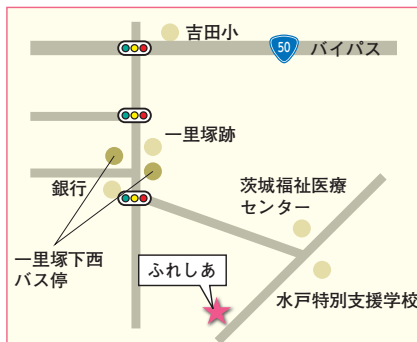 吉田小
50
バイパス
一里塚跡
銀行
茨城福祉医療
センター
一里塚下西
バス停
ふれしあ
水戸特別支援学校